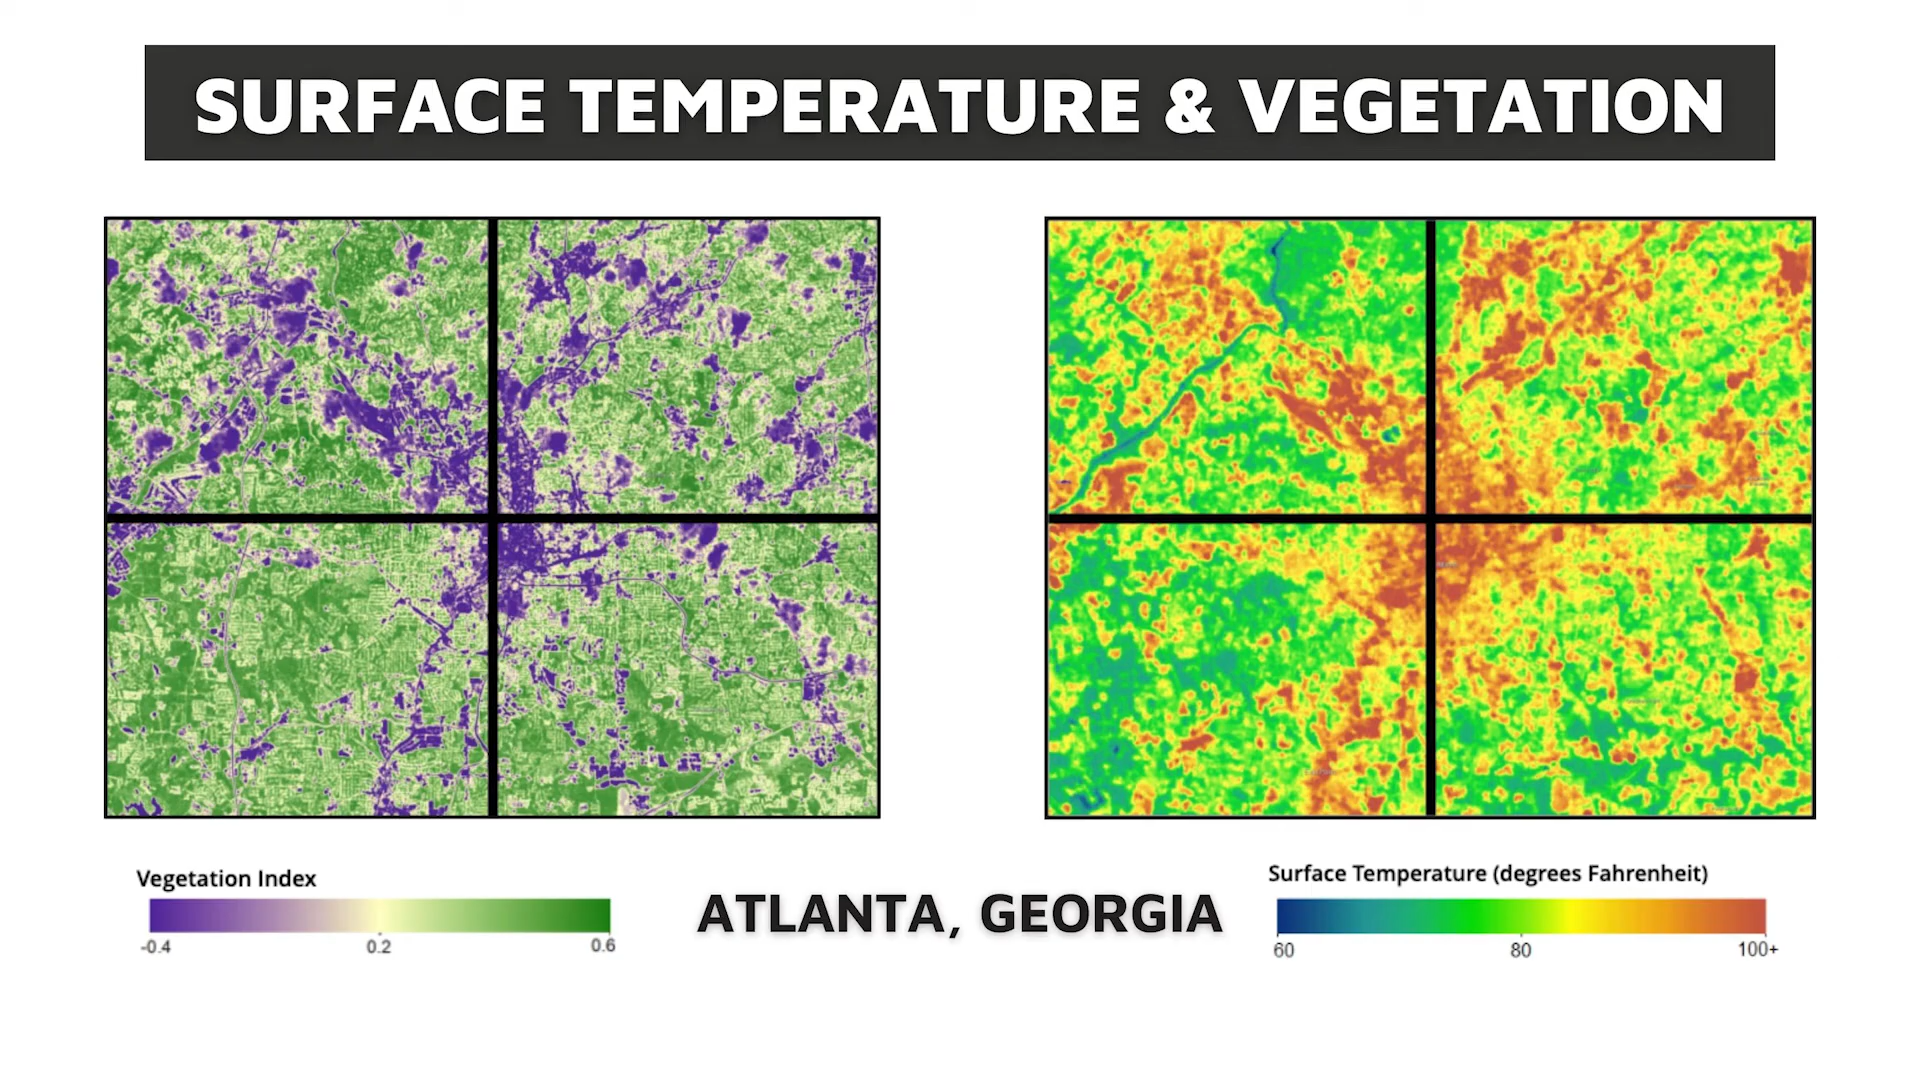 SURFACE TEMPERATURE & VEGETATION
Vegetation Index
-0.4 0.2 0.6
ATLANTA, GEORGIA
Surface Temperature (degrees Fahrenheit)
60 80 100+